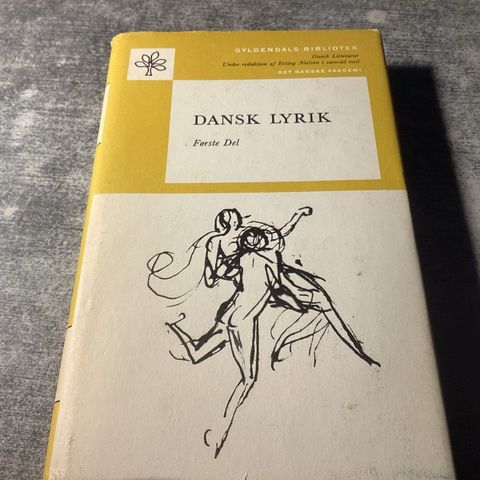 GYLDENDALS BIBLIOTEK
Dansk Litteratur
Under redaktion af Erling Nielsen i samråd med
DET DANSKE AKADEMI
DANSK LYRIK
Første Del